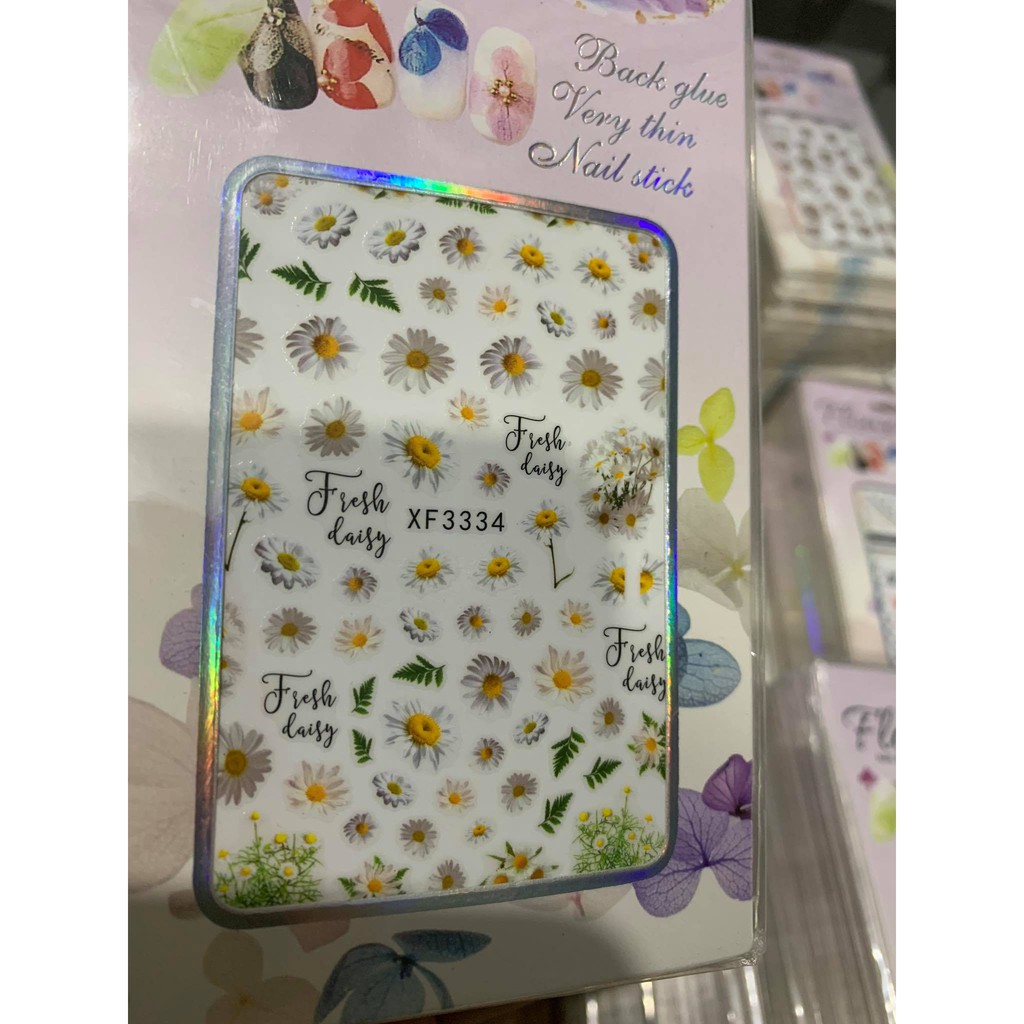 Back glue
Very thin
Nail stick
Fresh
daisy
Fresh
daisy
XF3334
Fresh
daisy
Fresh
daisy